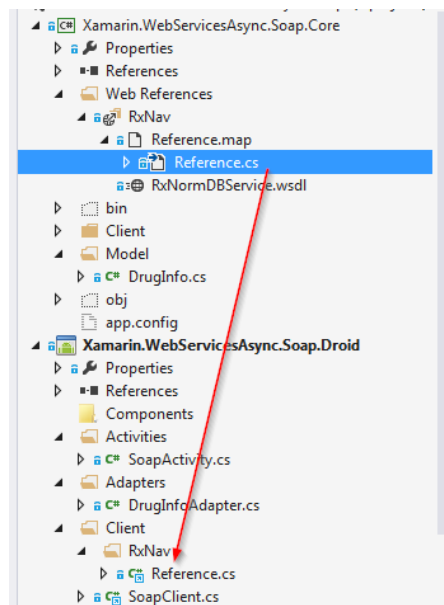 Xamarin.WebServicesAsync.Soap.Core
Properties
References
Web References
RxNav
Reference.map
Reference.cs
RxNormDBService.wsdl
bin
Client
Model
DrugInfo.cs
obj
app.config
Xamarin.WebServicesAsync.Soap.Droid
Properties
References
Components
Activities
SoapActivity.cs
Adapters
DrugInfoAdapter.cs
Client
RxNav
Reference.cs
SoapClient.cs